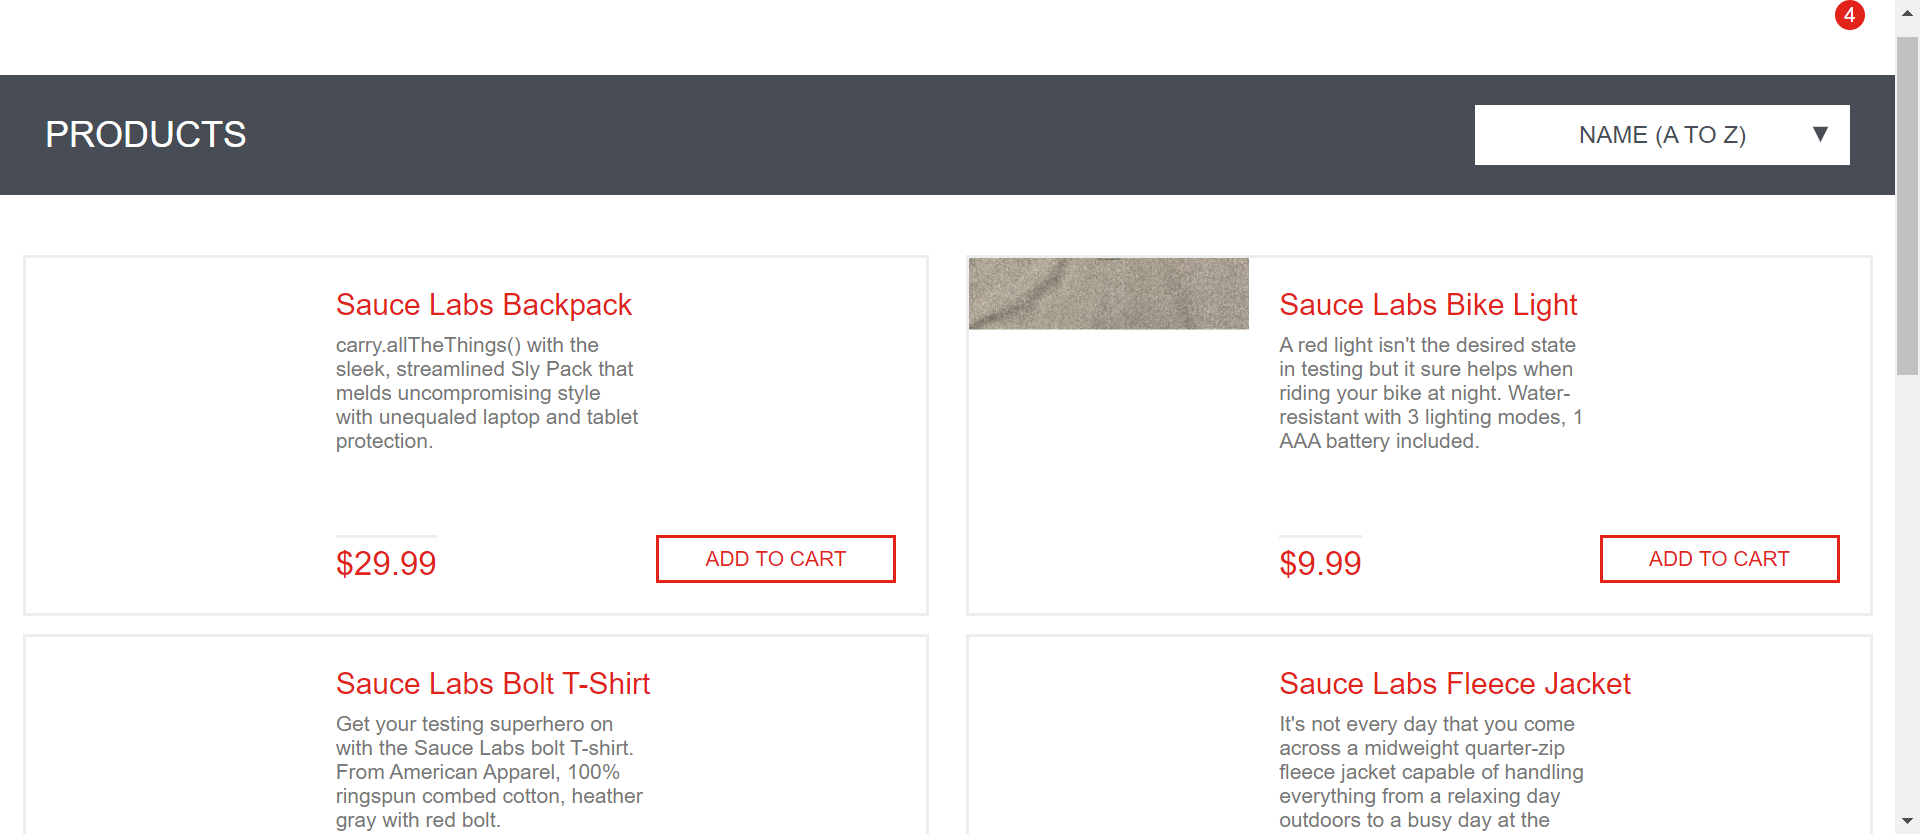 4
PRODUCTS
NAME (A TO Z)
Sauce Labs Backpack
carry.allTheThings() with the
sleek, streamlined Sly Pack that
melds uncompromising style
with unequaled laptop and tablet
protection.
$29.99
ADD TO CART
Sauce Labs Bike Light
A red light isn't the desired state
in testing but it sure helps when
riding your bike at night. Water-
resistant with 3 lighting modes, 1
AAA battery included.
$9.99
ADD TO CART
Sauce Labs Bolt T-Shirt
Get your testing superhero on
with the Sauce Labs bolt T-shirt.
From American Apparel, 100%
ringspun combed cotton, heather
gray with red bolt.
Sauce Labs Fleece Jacket
It's not every day that you come
across a midweight quarter-zip
fleece jacket capable of handling
everything from a relaxing day
outdoors to a busy day at the